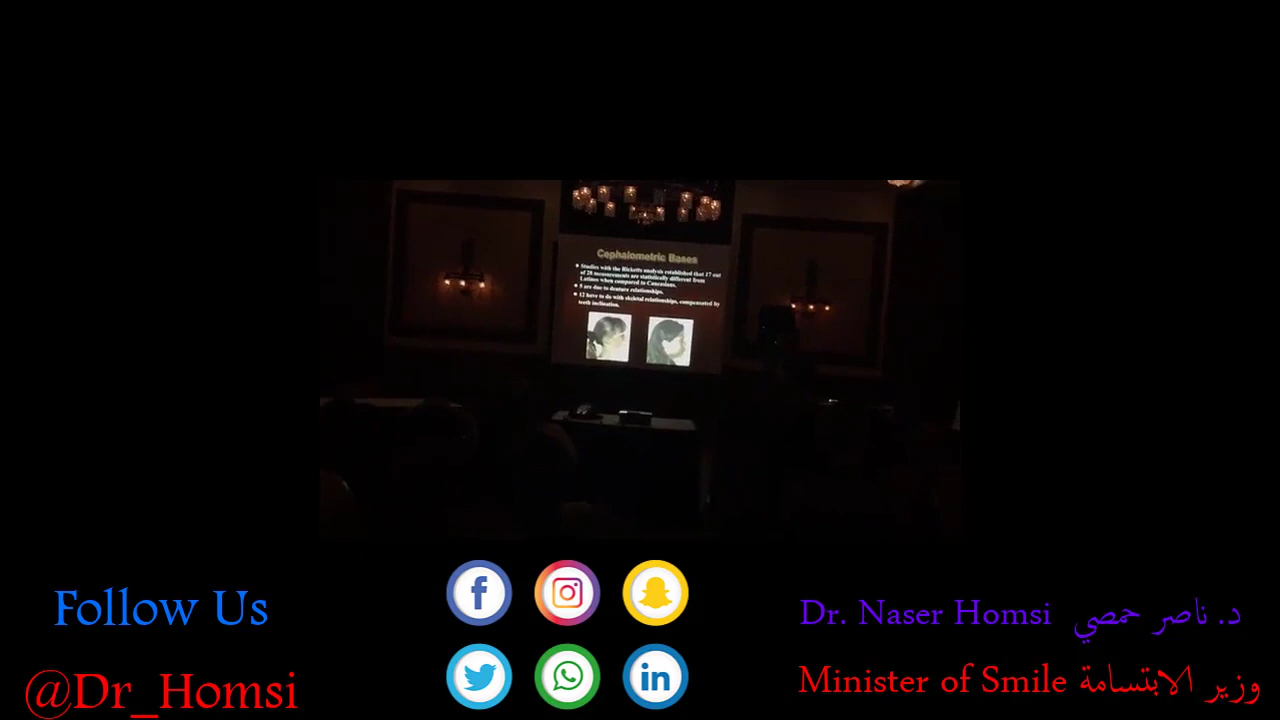 Cephalometric Bases
Studies with the Ricketts analysis established that 17 out
of 28 measurements are statistically different from
Latinos when compared to Caucasians.
5 are due to denture relationships.
12 have to do with skeletal relationships, compensated by
teeth inclination.
Follow Us
@Dr_Homsi
Dr. Naser Homsi د. ناصر حمصي
Minister of Smile وزير الابتسامة